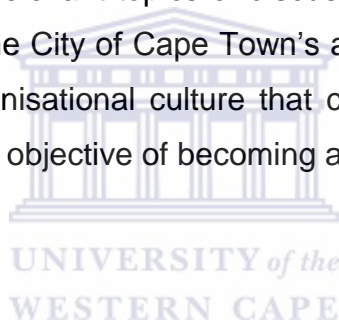 e City of Cape Town's a
nisational culture that c
objective of becoming a
UNIVERSITY of the
WESTERN CAPE